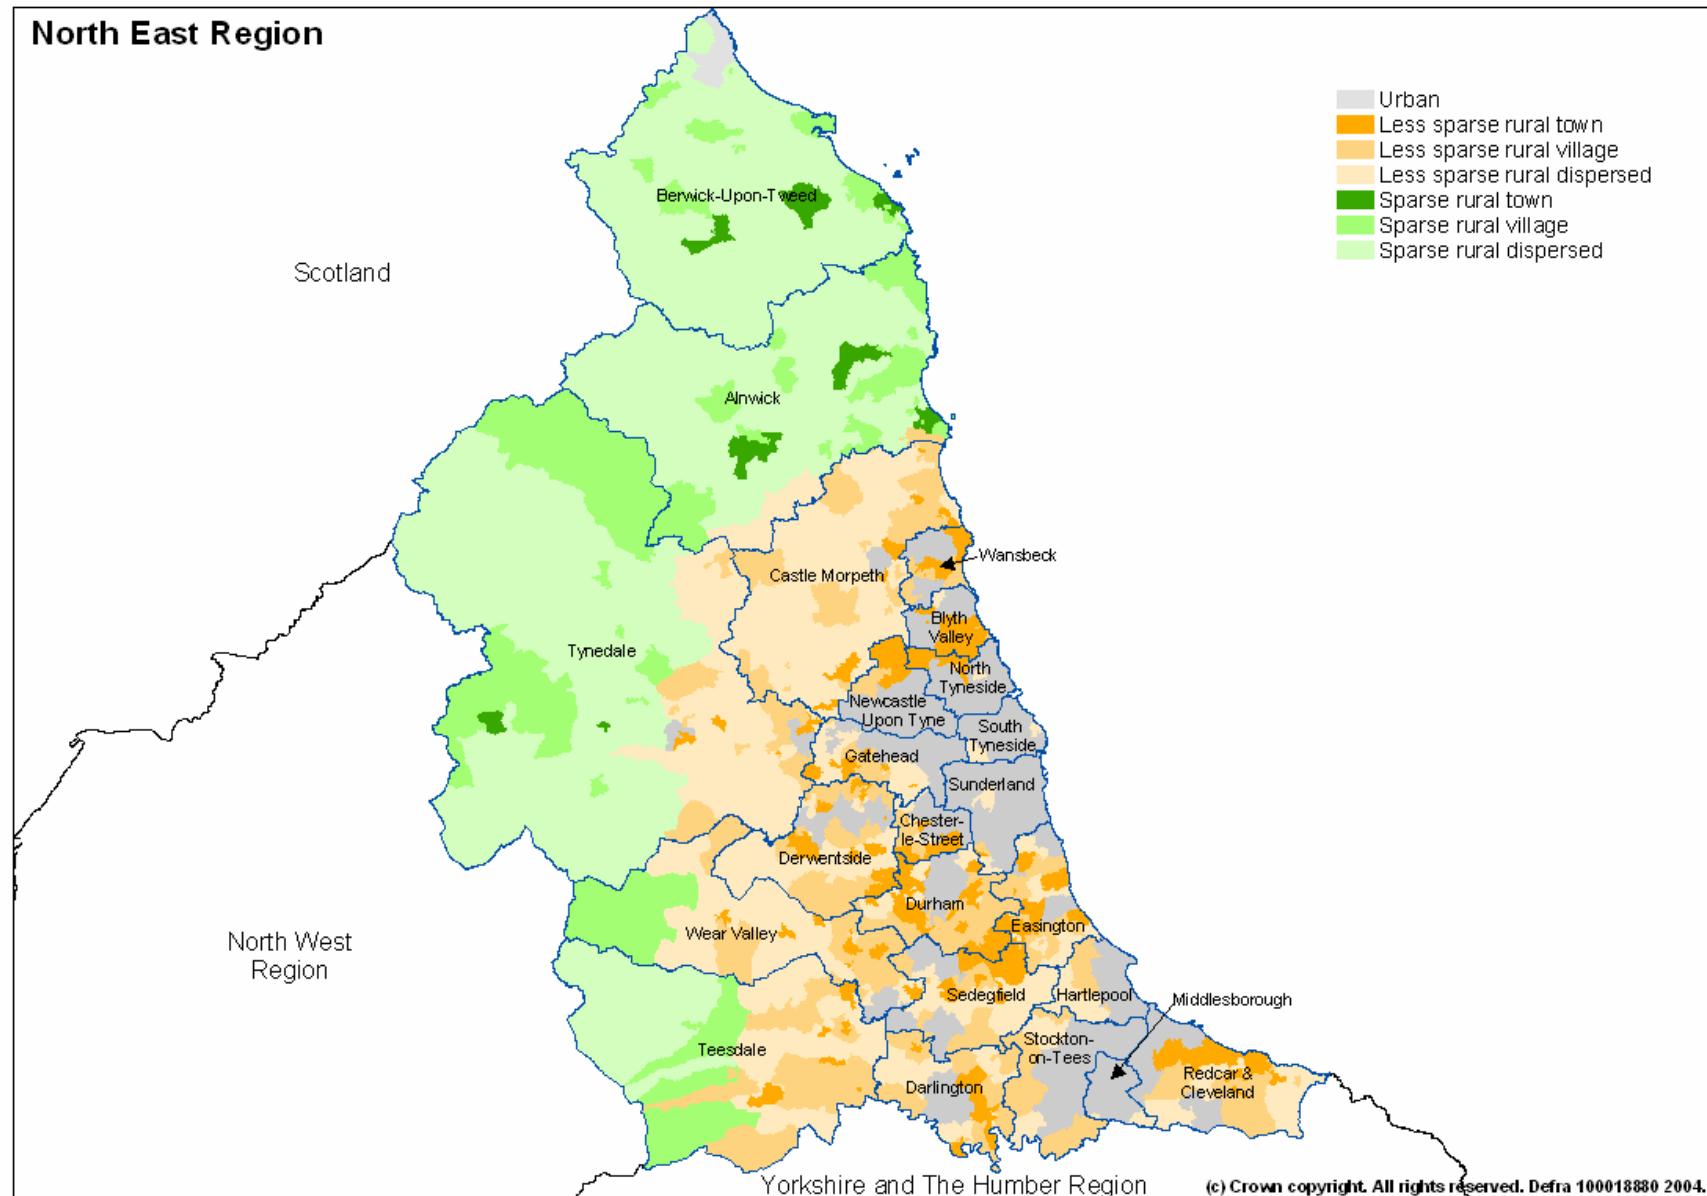 North East Region
Urban
Less sparse rural town
Less sparse rural village
Less sparse rural dispersed
Sparse rural town
Sparse rural village
Sparse rural dispersed
Berwick-Upon-Tweed
Scotland
Alnwick
Wansbeck
Castle Morpeth
Blyth
Valley
Tynedale
North
Tyneside
Newcastle
Upon Tyne
South
Tyneside
Gatehead
Sunderland
Chester-
le-Street
Derwentside
Durham
Easington
Wear Valley
North West
Region
Sedegfield
Hartlepool
Middlesborough
Stockton-
on-Tees
Teesdale
Redcar &
Cleveland
Darlington
Yorkshire and The Humber Region
(c) Crown copyright. All rights reserved. Defra 100018880 2004.